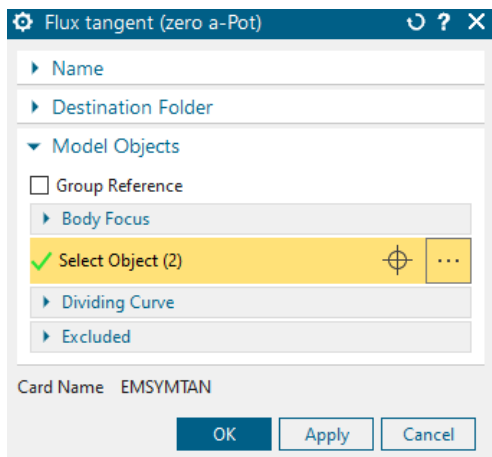 Flux tangent (zero a-Pot)
Name
Destination Folder
Model Objects
Group Reference
Body Focus
Select Object (2)
Dividing Curve
Excluded
Card Name EMSYMTAN
OK Apply Cancel